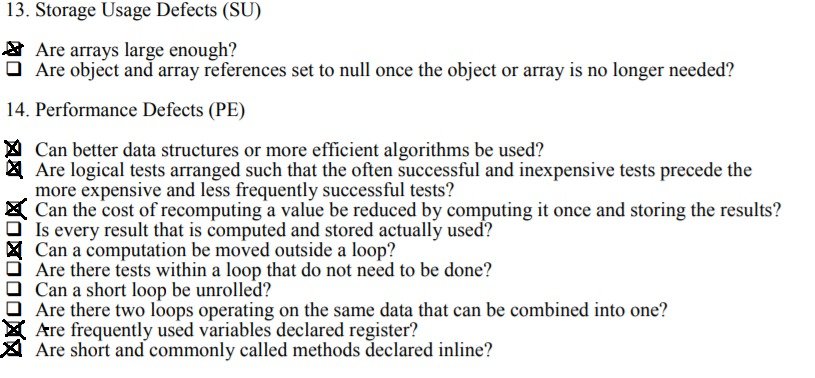 13. Storage Usage Defects (SU)
Are arrays large enough?
Are object and array references set to null once the object or array is no longer needed?
14. Performance Defects (PE)
Can better data structures or more efficient algorithms be used?
Are logical tests arranged such that the often successful and inexpensive tests precede the
more expensive and less frequently successful tests?
Can the cost of recomputing a value be reduced by computing it once and storing the results?
Is every result that is computed and stored actually used?
Can a computation be moved outside a loop?
Are there tests within a loop that do not need to be done?
Can a short loop be unrolled?
Are there two loops operating on the same data that can be combined into one?
Are frequently used variables declared register?
Are short and commonly called methods declared inline?